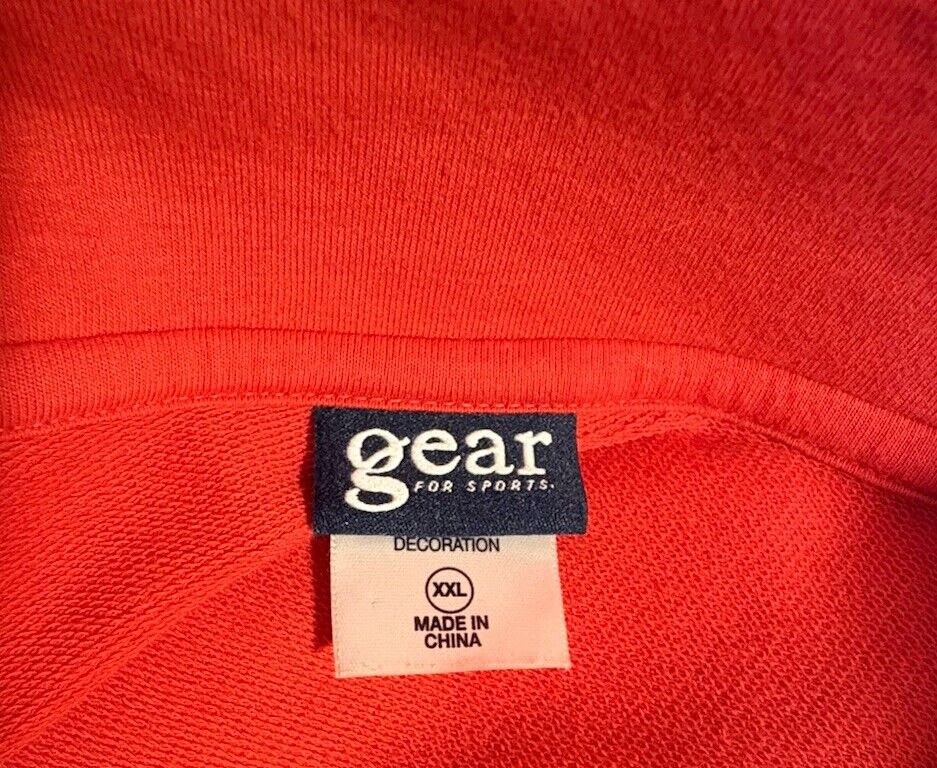 gear
FOR SPORTS.
DECORATION
XXL
MADE IN
CHINA